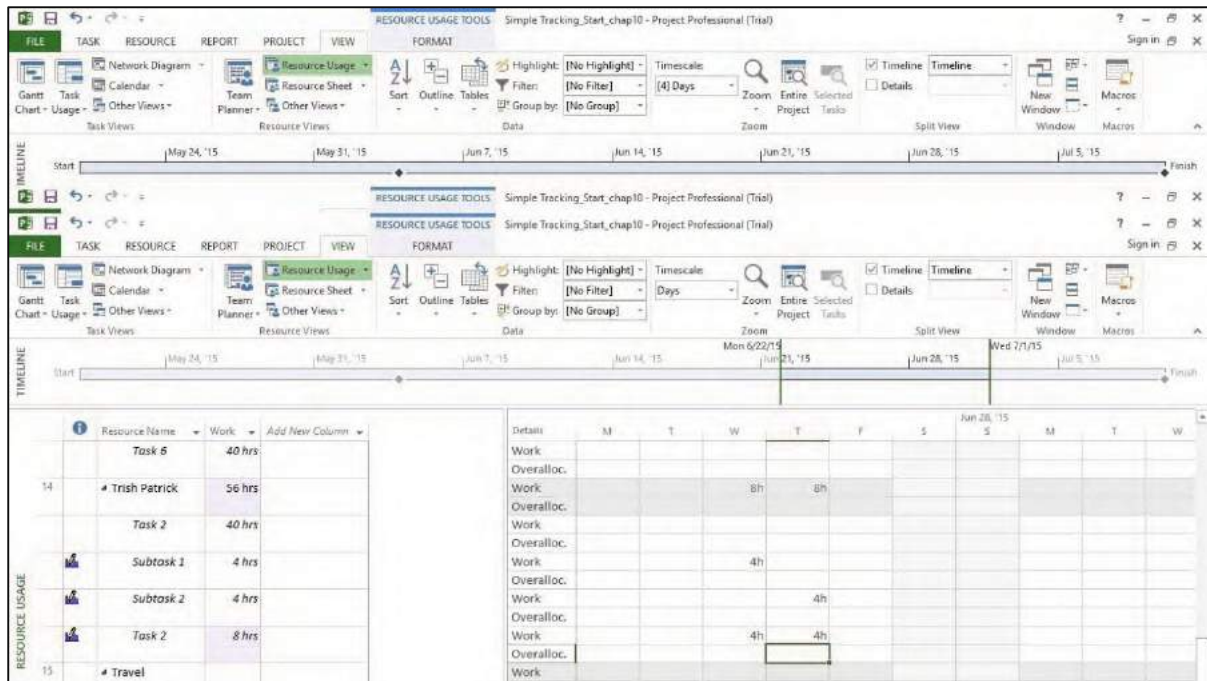 RESOURCE USAGE TOOLS Simple Tracking_Start_chap10 - Project Professional (Trial) ?
FILE TASK RESOURCE REPORT PROJECT VIEW FORMAT Sign in
Network Diagram Resource Usage Highlight: [No Highlight] Timescale: Timeline Timeline
Calendar Resource Sheet Filter: [No Filter] [4] Days Details
Gantt Chart Task Usage Other Views Team Planner Other Views Sort Outline Tables Group by: [No Group] Zoom Entire Project Selected Tasks New Window Macros
Task Views Resource Views Data Zoom Split View Window Macros
TIMELINE
May 24, '15 May 31, '15 Jun 7, '15 Jun 14, '15 Jun 21, '15 Jun 28, '15 Jul 5, '15
Start Finish
RESOURCE USAGE TOOLS Simple Tracking_Start_chap10 - Project Professional (Trial) ?
RESOURCE USAGE TOOLS Simple Tracking_Start_chap10 - Project Professional (Trial) ?
FILE TASK RESOURCE REPORT PROJECT VIEW FORMAT Sign in
Network Diagram Resource Usage Highlight: [No Highlight] Timescale: Timeline Timeline
Calendar Resource Sheet Filter: [No Filter] Days Details
Gantt Chart Task Usage Other Views Team Planner Other Views Sort Outline Tables Group by: [No Group] Zoom Entire Project Selected Tasks New Window Macros
Task Views Resource Views Data Zoom Split View Window Macros
TIMELINE
Mon 6/22/15 Wed 7/1/15
May 24, '15 May 31, '15 Jun 7, '15 Jun 14, '15 Jun 21, '15 Jun 28, '15 Jul 5, '15
Start Finish
Jun 28, '15
Resource Name Work Add New Column Details M T W T F S S M T W
Task 6 40 hrs Work
Overalloc.
14 Trish Patrick 56 hrs Work 8h 8h
Overalloc.
Task 2 40 hrs Work
Overalloc.
Subtask 1 4 hrs Work 4h
Overalloc.
Subtask 2 4 hrs Work 4h
Overalloc.
Task 2 8 hrs Work 4h 4h
Overalloc.
15 Travel Work
RESOURCE USAGE